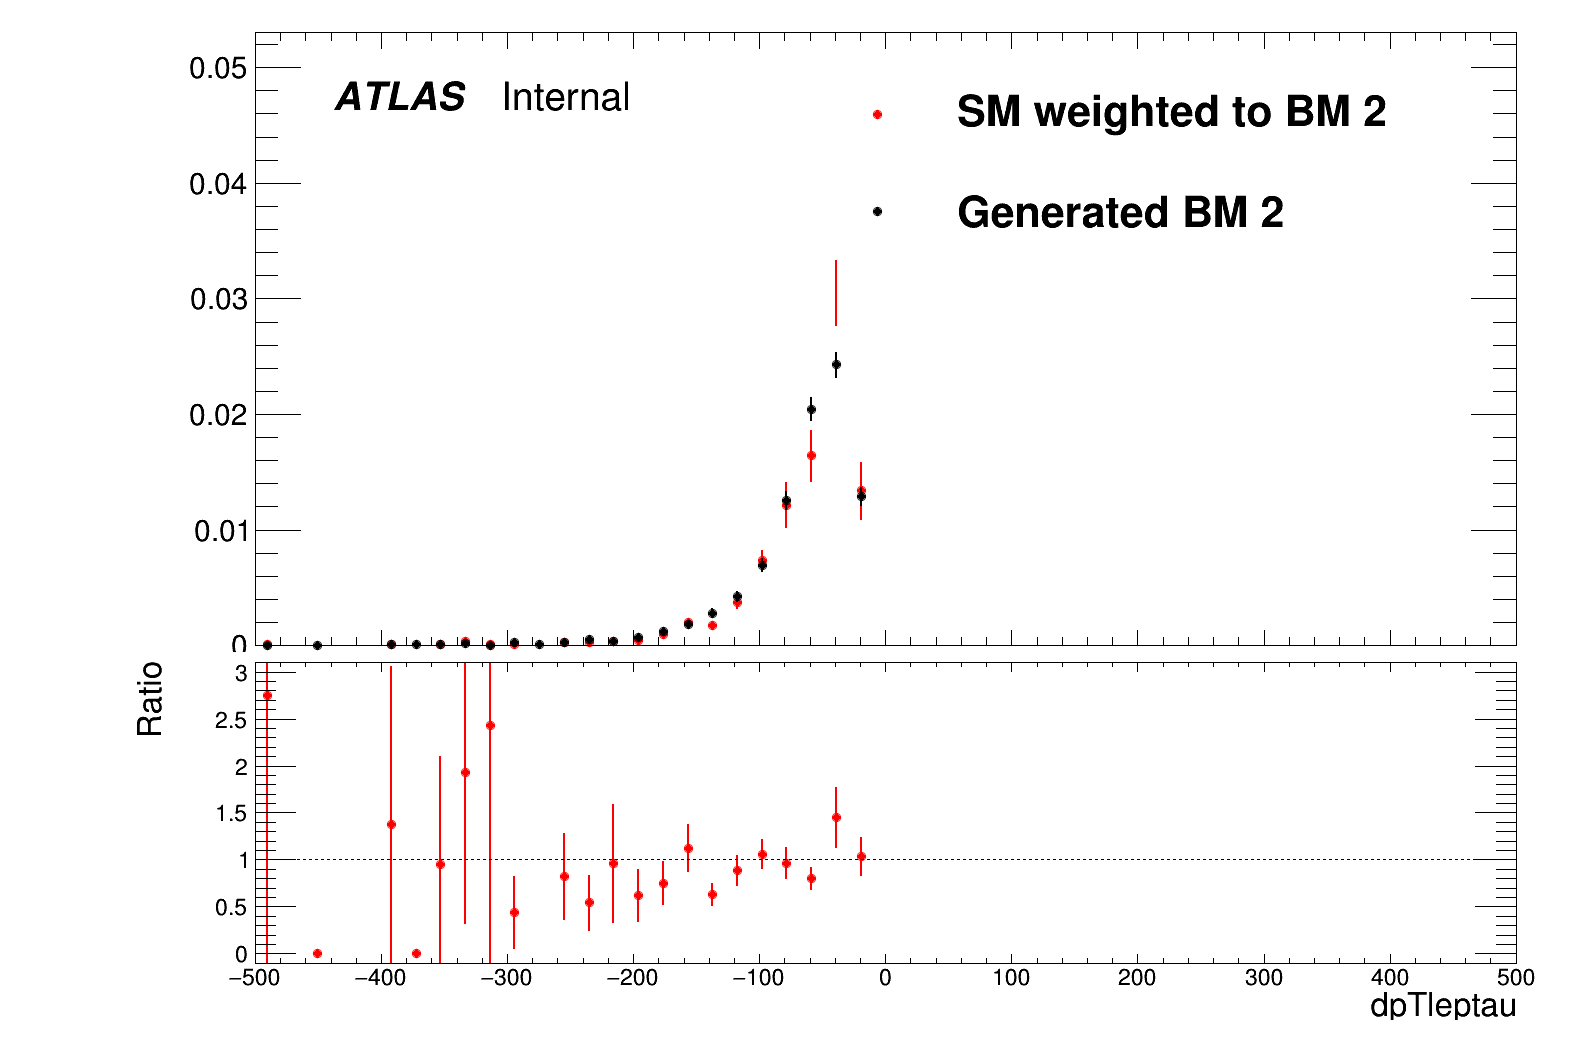 0.05
ATLAS Internal
SM weighted to BM 2
0.04
Generated BM 2
0.03
0.02
0.01
0
Ratio
3
2.5
2
1.5
1
0.5
0
−500 −400 −300 −200 −100 0 100 200 300 400 500
dpTleptau